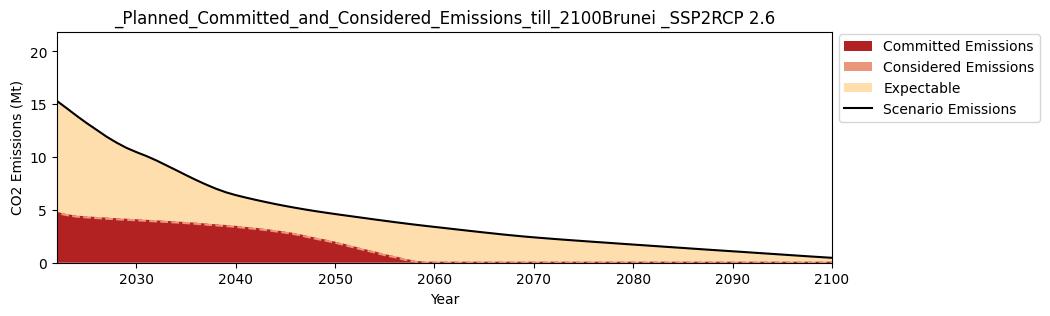 _Planned_Committed_and_Considered_Emissions_till_2100Brunei _SSP2RCP 2.6
20
15
10
5
0
CO2 Emissions (Mt)
2030 2040 2050 2060 2070 2080 2090 2100
Year
Committed Emissions
Considered Emissions
Expectable
Scenario Emissions